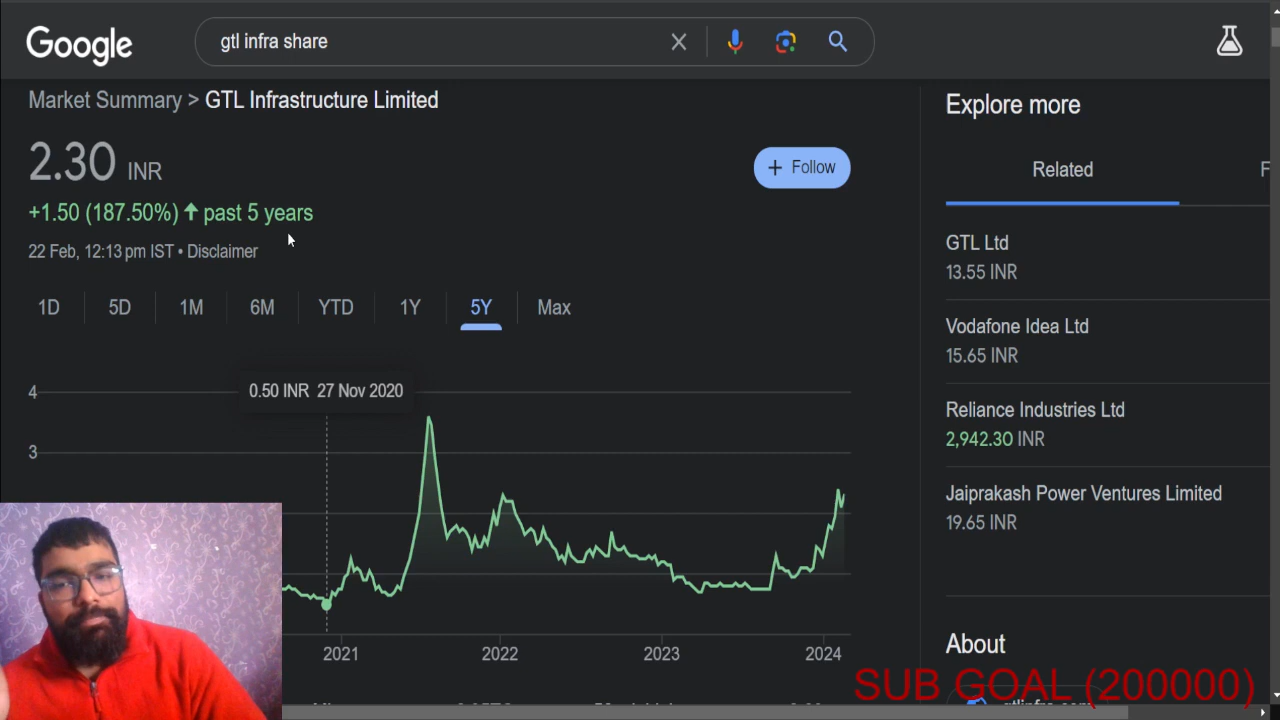 Google
gtl infra share
Market Summary > GTL Infrastructure Limited
2.30 INR
+ Follow
+1.50 (187.50%) ↑ past 5 years
22 Feb, 12:13 pm IST • Disclaimer
1D 5D 1M 6M YTD 1Y 5Y Max
0.50 INR 27 Nov 2020
4
3
2021 2022 2023 2024
Explore more
Related F
GTL Ltd
13.55 INR
Vodafone Idea Ltd
15.65 INR
Reliance Industries Ltd
2,942.30 INR
Jaiprakash Power Ventures Limited
19.65 INR
About
SUB GOAL (200000)